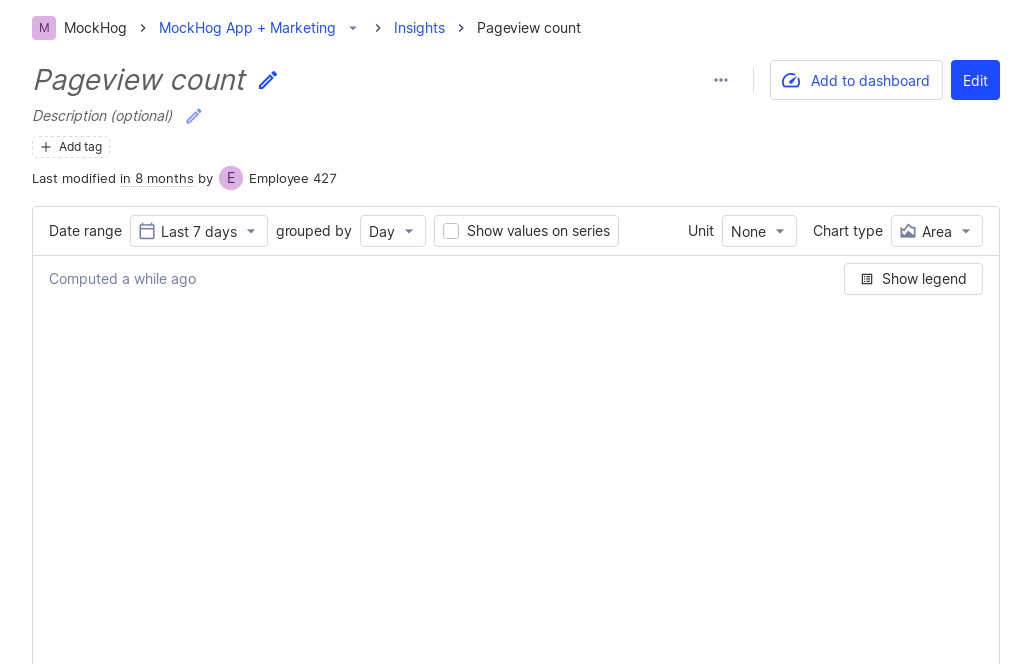 M MockHog MockHog App + Marketing Insights Pageview count
Pageview count
Add to dashboard Edit
Description (optional)
Add tag
Last modified in 8 months by E Employee 427
Date range Last 7 days grouped by Day Show values on series Unit None Chart type Area
Computed a while ago Show legend